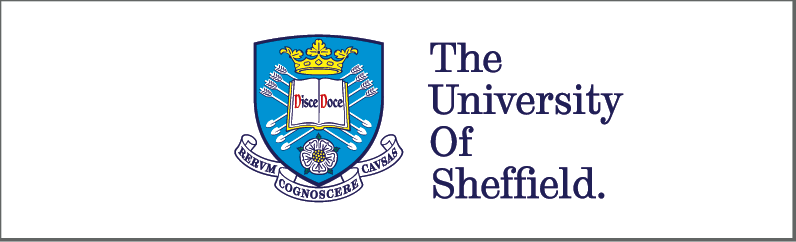 Disce Doce
RERVM
COGNOSCERE
CAVSAS
The
University
Of
Sheffield.